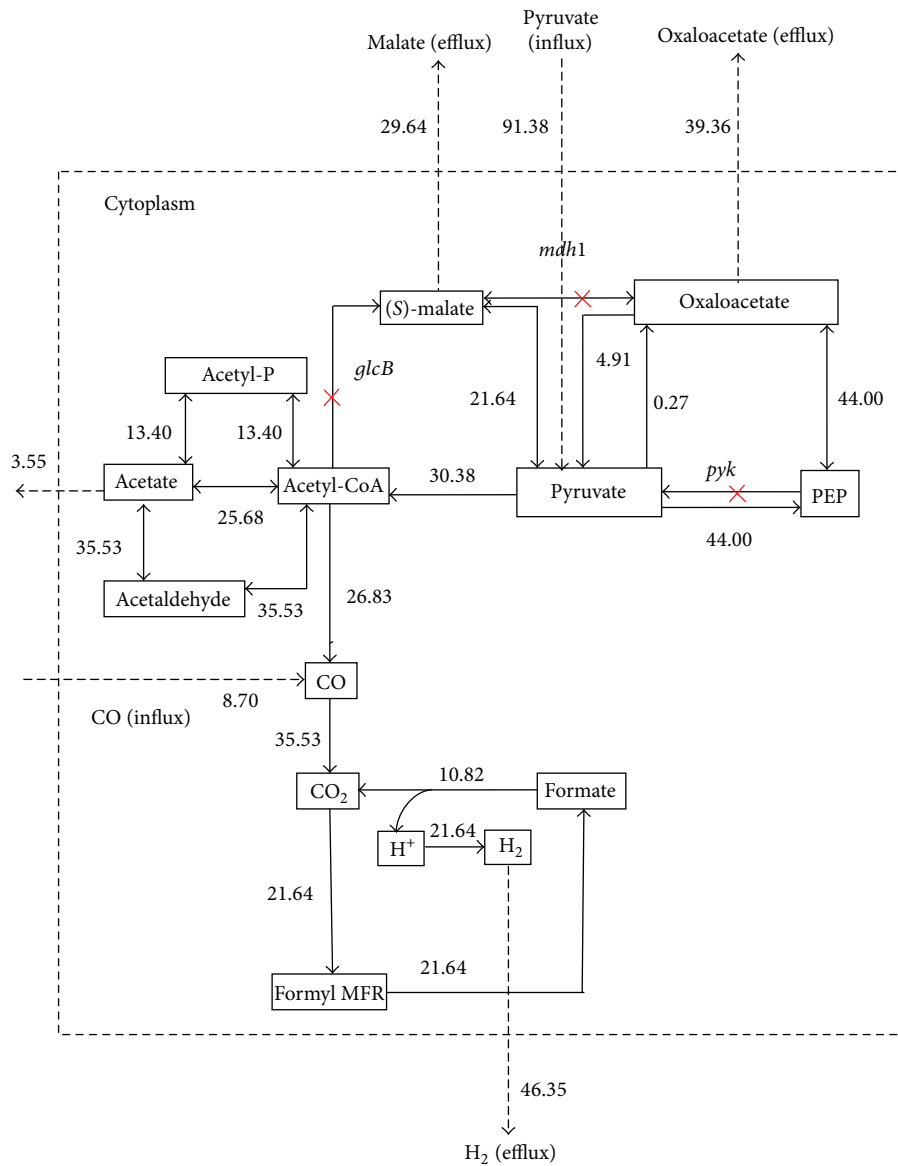 Pyruvate
(influx)
Malate (efflux)
Oxaloacetate (efflux)
29.64
91.38
39.36
Cytoplasm
mdh1
(S)-malate
Oxaloacetate
glcB
4.91
Acetyl-P
21.64
0.27
44.00
13.40
13.40
3.55
30.38
pyk
Acetate
Acetyl-CoA
Pyruvate
PEP
25.68
44.00
35.53
Acetaldehyde
35.53
26.83
CO
8.70
CO (influx)
35.53
10.82
CO2
Formate
21.64
H+
H2
21.64
21.64
Formyl MFR
46.35
H2 (efflux)